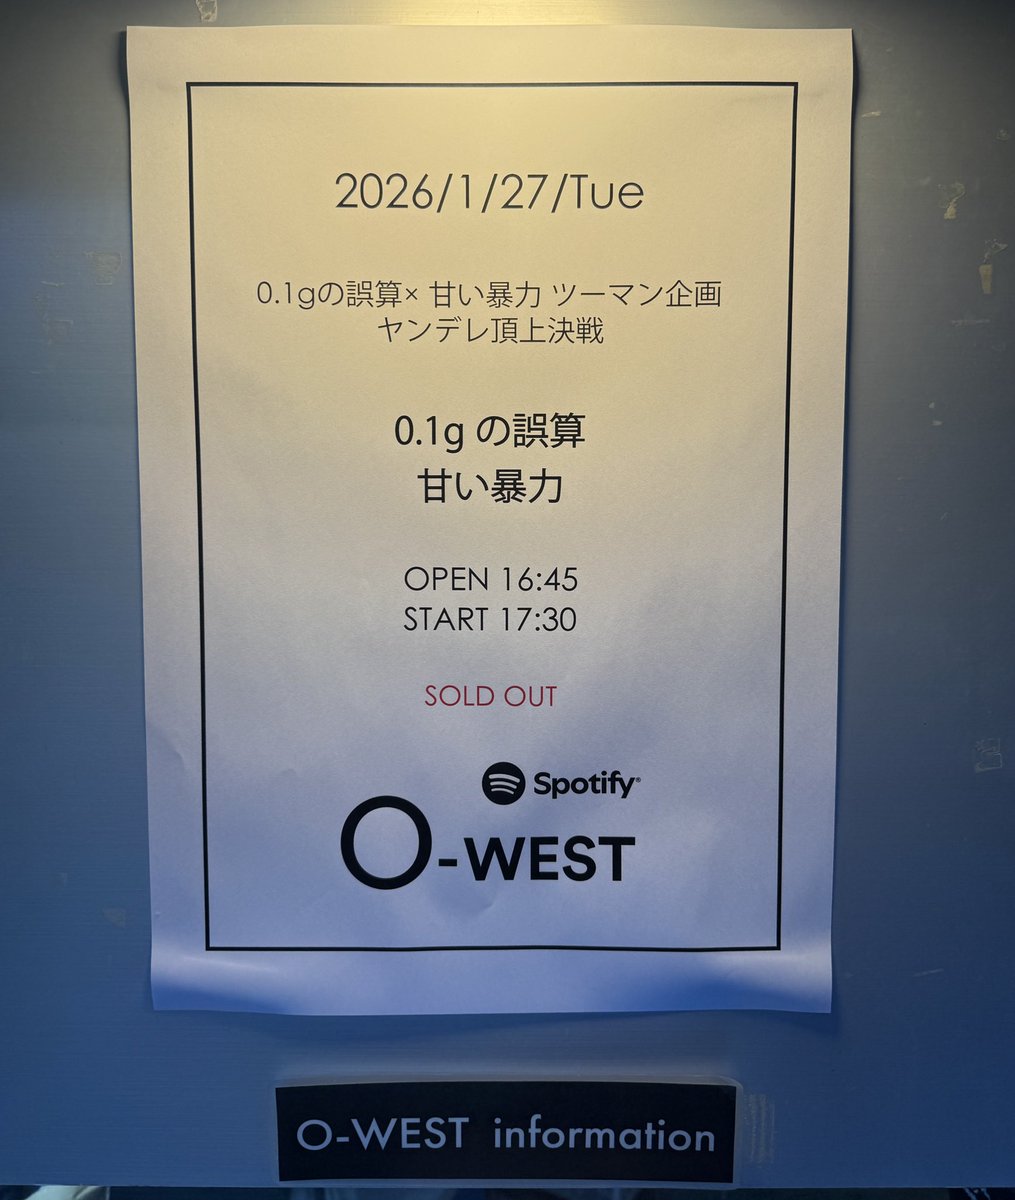 2026/1/27/Tue
0.1gの誤算× 甘い暴力 ツーマン企画
ヤンデレ頂上決戦
0.1g の誤算
甘い暴力
OPEN 16:45
START 17:30
SOLD OUT
Spotify®
O-WEST
O-WEST information